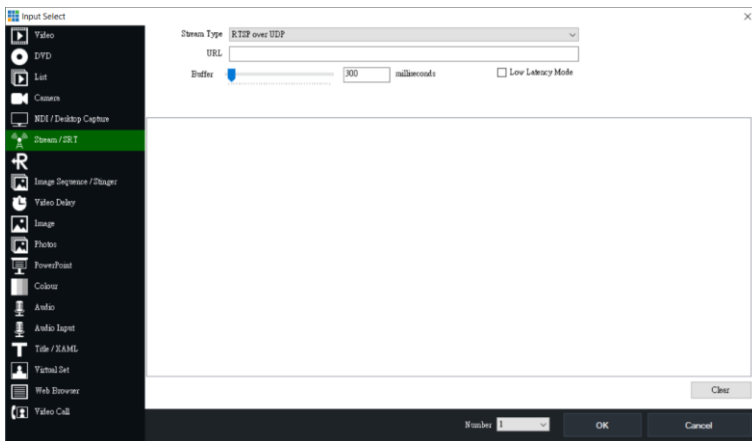 Input Select
Video
DVD
List
Camera
NDI / Desktop Capture
Stream / SRT
Image Sequence / Stinger
Video Delay
Image
Photos
PowerPoint
Colour
Audio
Audio Input
Title / XAML
Virtual Set
Web Browser
Video Call
Stream Type RTSP over UDP
URL
Buffer 300 milliseconds Low Latency Mode
Clear
Number 1 OK Cancel